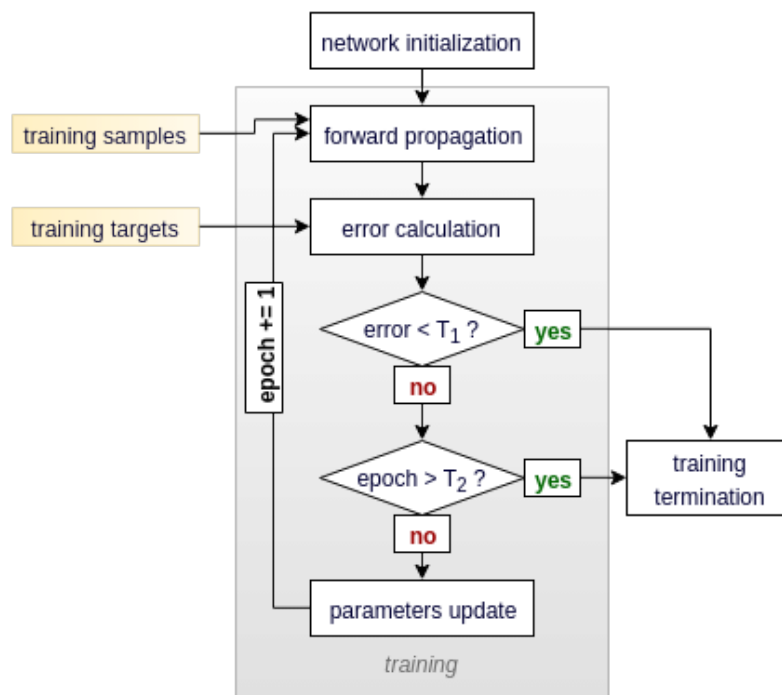 network initialization
training samples
forward propagation
training targets
error calculation
epoch += 1
error < T₁ ?
yes
no
epoch > T₂ ?
yes
training
termination
no
parameters update
training